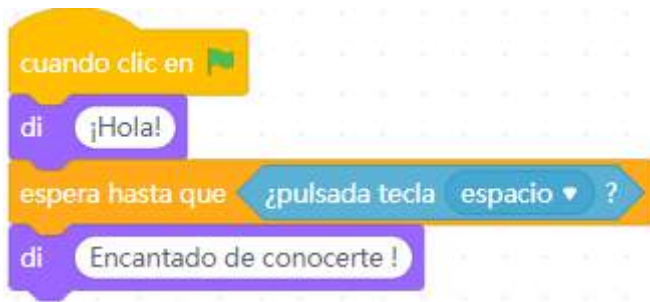 cuando clic en
di ¡Hola!
espera hasta que ¿pulsada tecla espacio ?
di Encantado de conocerte !